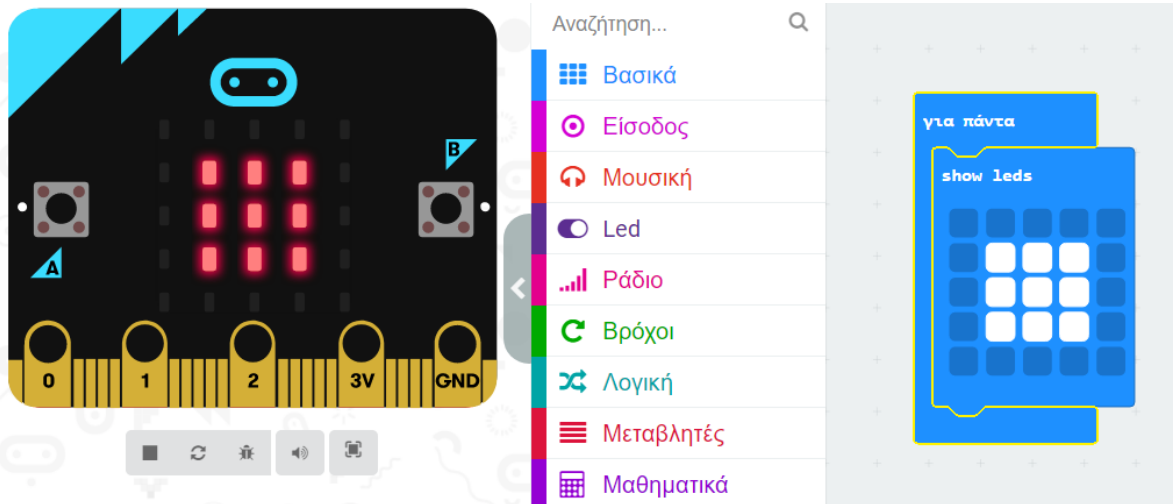 B
A
0
1
2
3V
GND
Αναζήτηση...
Βασικά
Είσοδος
Μουσική
Led
Ράδιο
Βρόχοι
Λογική
Μεταβλητές
Μαθηματικά
για πάντα
show leds